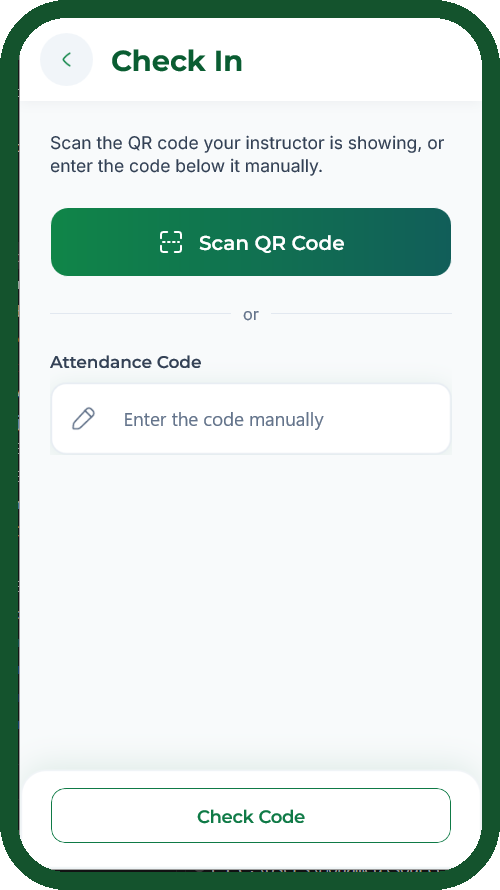 Check In
Scan the QR code your instructor is showing, or
enter the code below it manually.
Scan QR Code
or
Attendance Code
Enter the code manually
Check Code